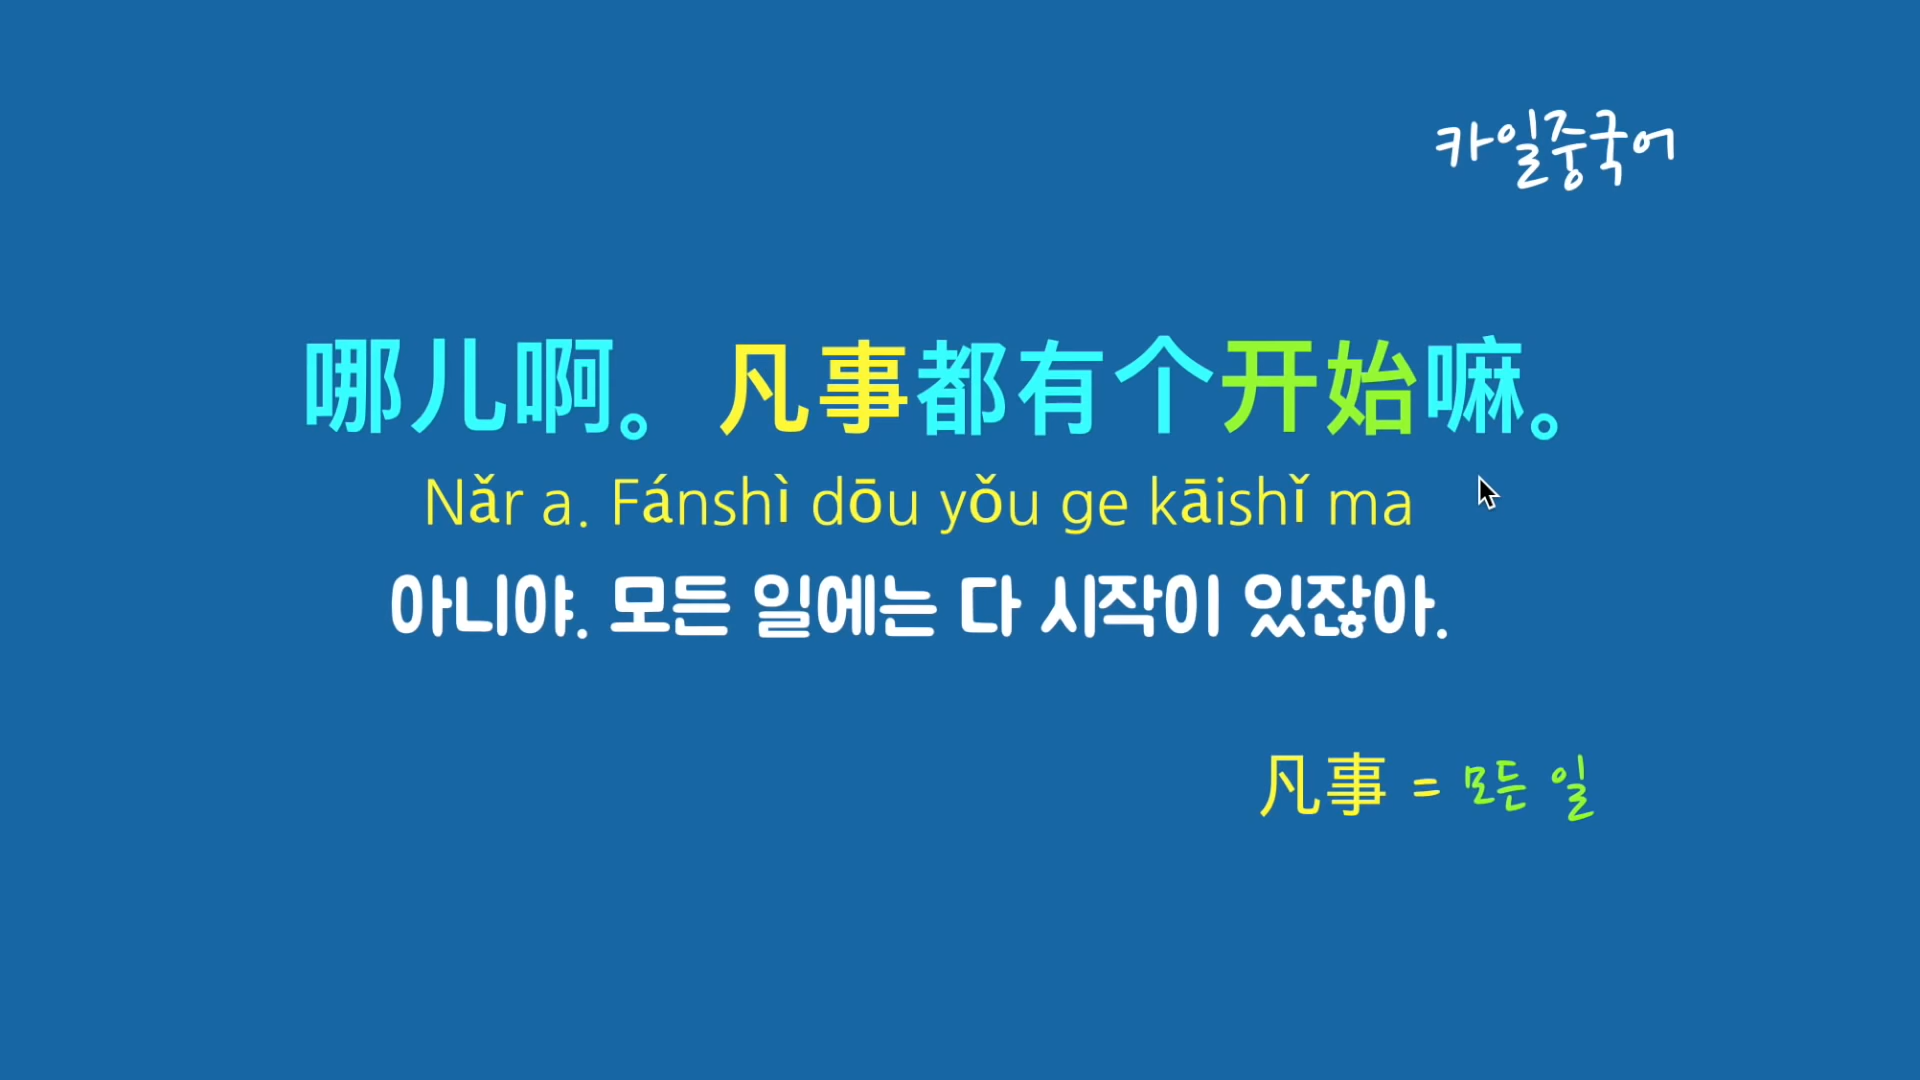 카일중국어
哪儿啊。凡事都有个开始嘛。
Nǎr a. Fánshì dōu yǒu ge kāishǐ ma
아니야. 모든 일에는 다 시작이 있잖아.
凡事 = 모든 일